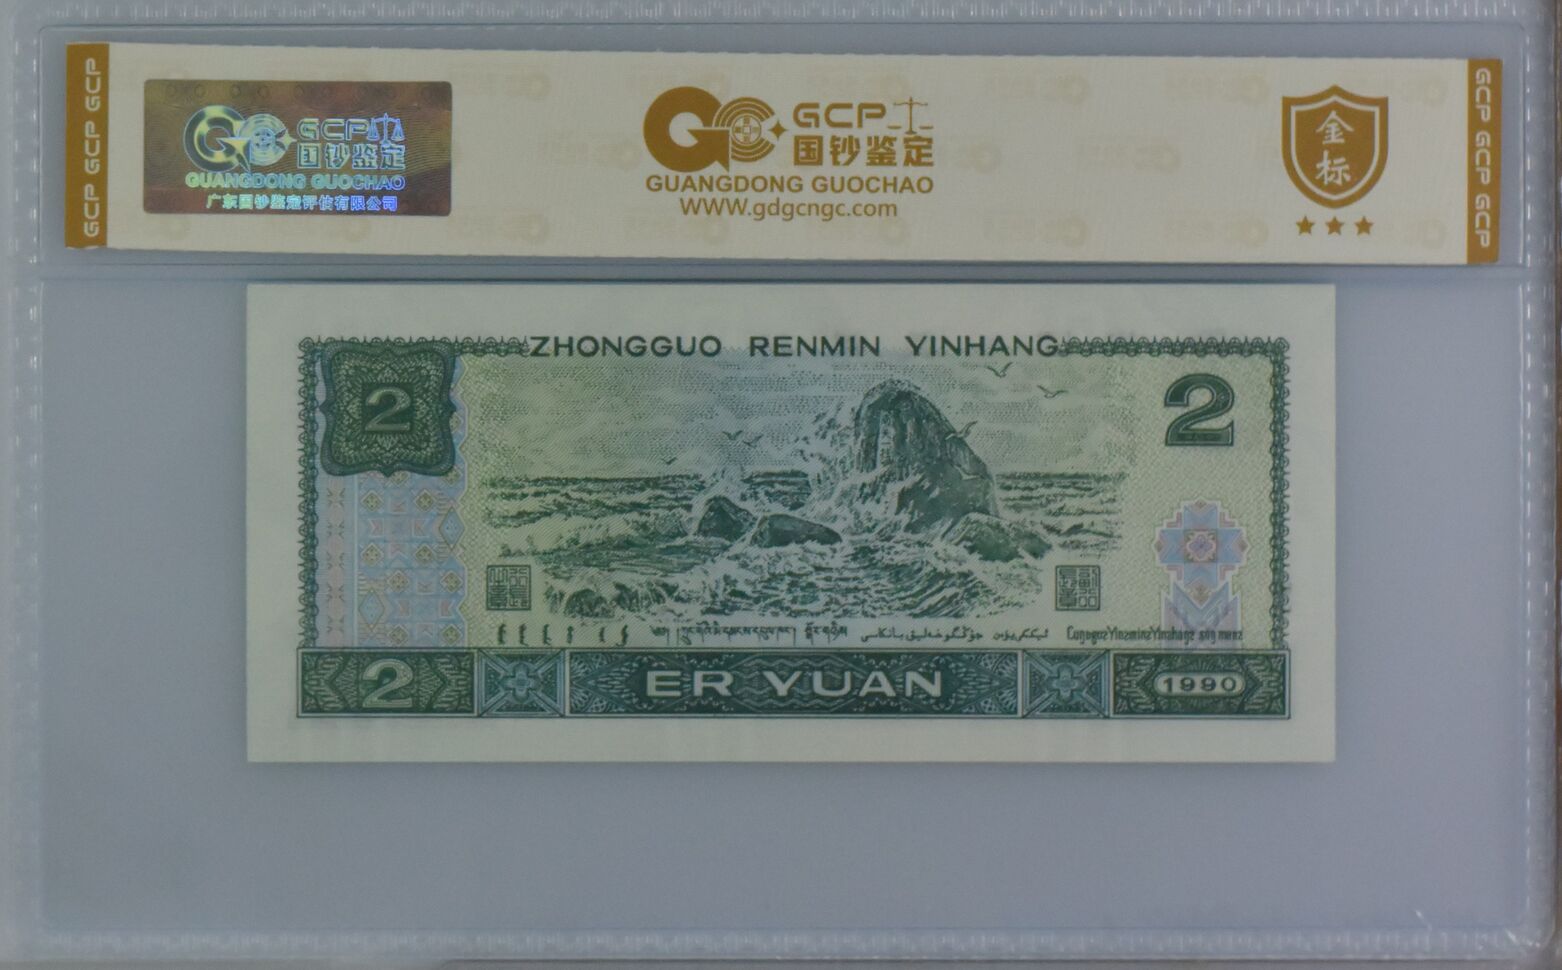 GCP GCP GCP
GCP
国钞鉴定
GUANGDONG GUOCHAO
广东国钞鉴定评估有限公司
GCP
国钞鉴定
GUANGDONG GUOCHAO
WWW.gdgcngc.com
金标
GCP GCP GCP
ZHONGGUO RENMIN YINHANG
2
2
2
ER YUAN
1990